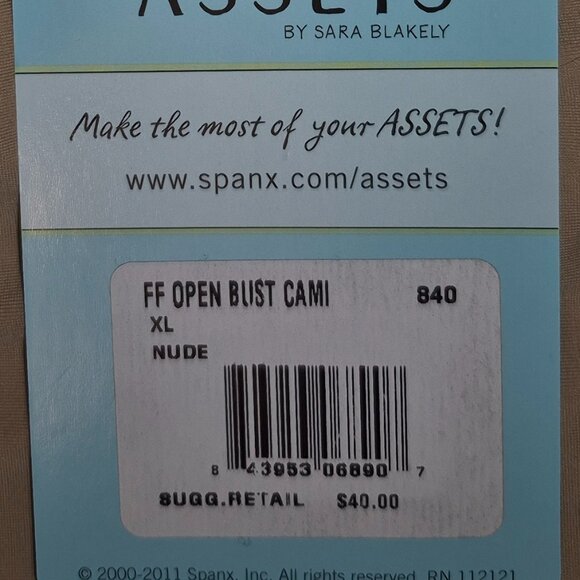 ASSETS
BY SARA BLAKELY
Make the most of your ASSETS!
www.spanx.com/assets
FF OPEN BUST CAMI 840
XL
NUDE
8 43953 06890 7
SUGG.RETAIL $40.00
© 2000-2011 Spanx, Inc. All rights reserved. RN 112121